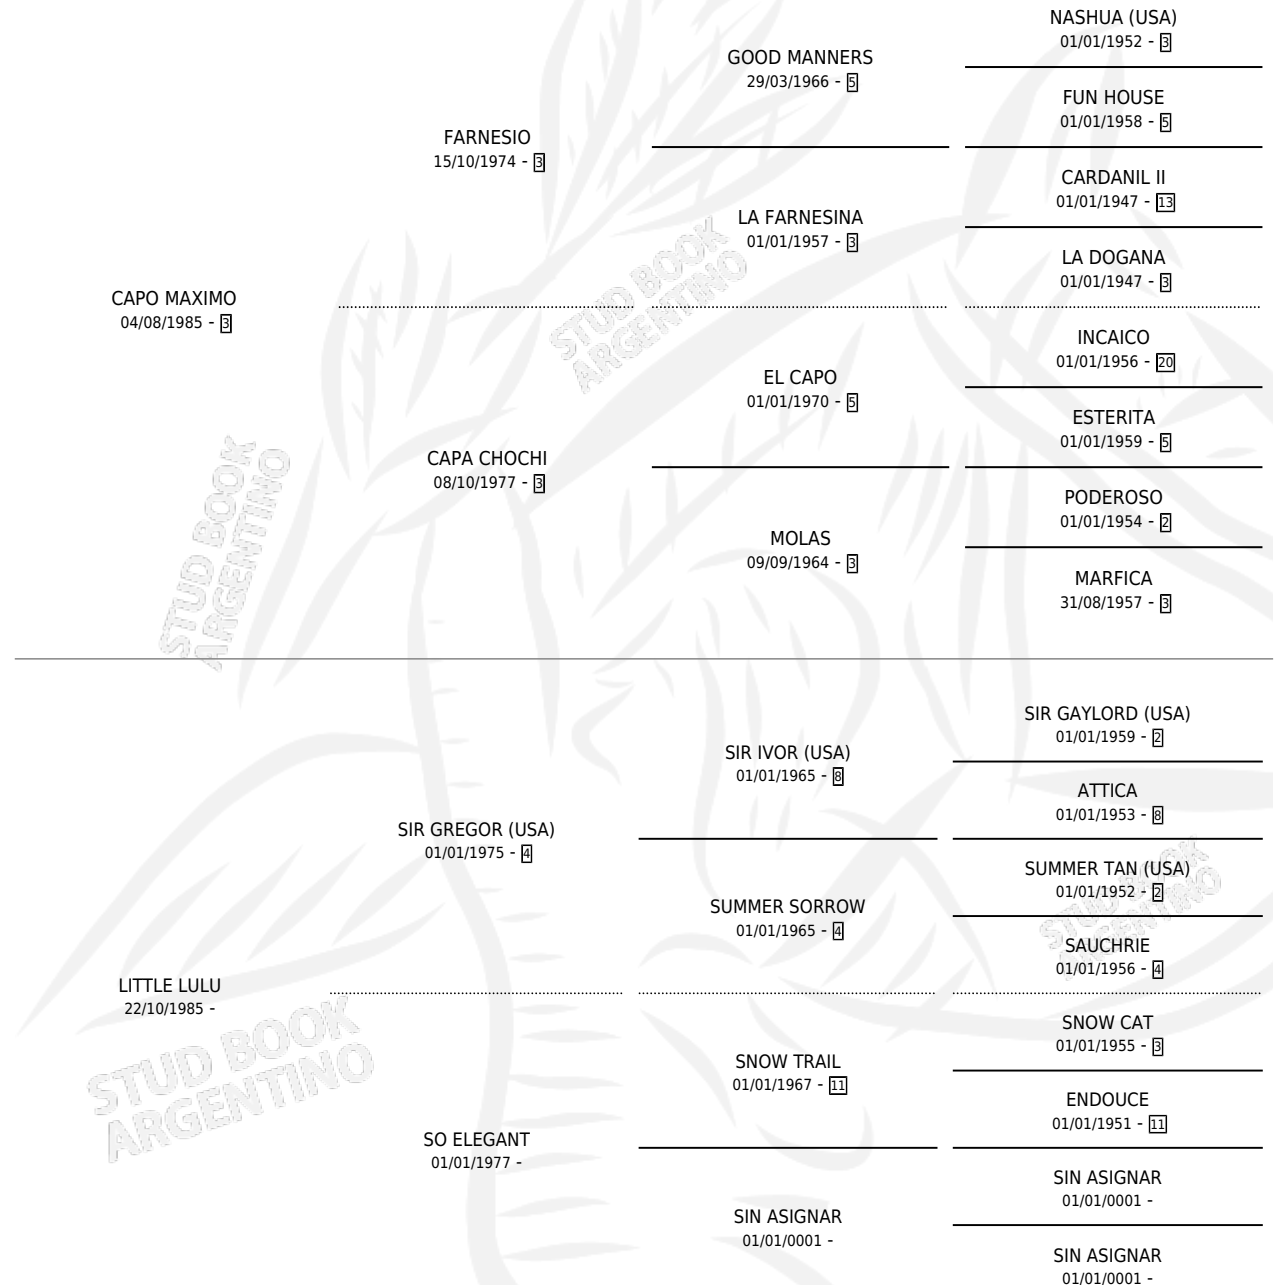 NASHUA (USA)
01/01/1952 - 3
GOOD MANNERS
29/03/1966 - 5
FUN HOUSE
01/01/1958 - 5
FARNESIO
15/10/1974 - 3
CARDANIL II
01/01/1947 - 13
LA FARNESINA
01/01/1957 - 3
LA DOGANA
01/01/1947 - 3
CAPO MAXIMO
04/08/1985 - 3
STUD BOOK
ARGENTINO
INCAICO
01/01/1956 - 20
EL CAPO
01/01/1970 - 5
ESTERITA
01/01/1959 - 5
CAPA CHOCHI
08/10/1977 - 3
PODEROSO
01/01/1954 - 2
MOLAS
09/09/1964 - 3
MARFICA
31/08/1957 - 3
STUD BOOK
ARGENTINO
SIR GAYLORD (USA)
01/01/1959 - 2
SIR IVOR (USA)
01/01/1965 - 8
ATTICA
01/01/1953 - 8
SIR GREGOR (USA)
01/01/1975 - 4
SUMMER TAN (USA)
01/01/1952 - 2
SUMMER SORROW
01/01/1965 - 4
SAUCHRIE
01/01/1956 - 4
STUD BOOK
ARGENTINO
LITTLE LULU
22/10/1985 -
SNOW CAT
01/01/1955 - 3
SNOW TRAIL
01/01/1967 - 11
ENDOUCE
01/01/1951 - 11
STUD BOOK
ARGENTINO
SO ELEGANT
01/01/1977 -
SIN ASIGNAR
01/01/0001 -
SIN ASIGNAR
01/01/0001 -
SIN ASIGNAR
01/01/0001 -